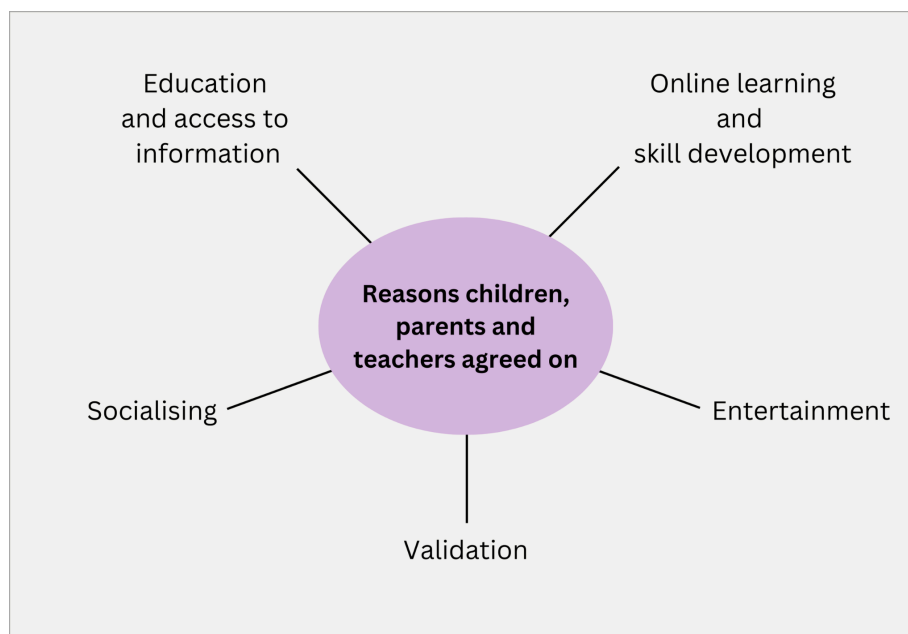 Education
and access to
information
Online learning
and
skill development
Reasons children,
parents and
teachers agreed on
Socialising
Entertainment
Validation